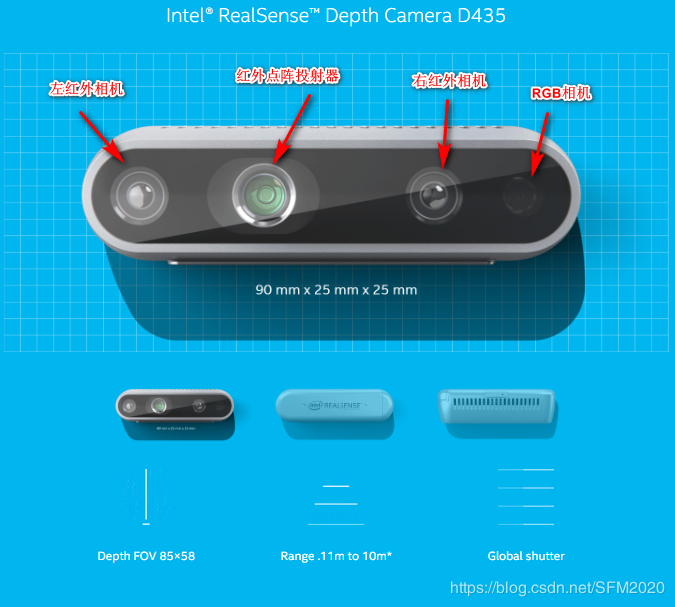 Intel® RealSense™ Depth Camera D435
左红外相机
红外点阵投射器
右红外相机
RGB相机
90 mm x 25 mm x 25 mm
REALSENSE
Depth FOV 85×58
Range .11m to 10m*
Global shutter
https://blog.csdn.net/SFM2020